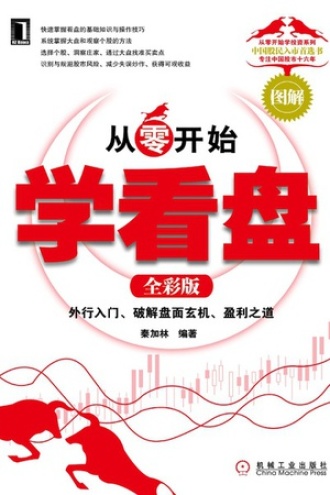 快速掌握看盘的基础知识与操作技巧
系统掌握大盘和观察个股的方法
选择个股、洞察庄家、通过大盘找准买卖点
识别与规避股市风险、减少失误炒作、获得可观收益
从零开始学投资系列
中国股民入市首选书
专注中国股市十六年
图解
从零开始
学看盘
全彩版
外行入门、破解盘面玄机、盈利之道
秦加林 编著
机械工业出版社
China Machine Press